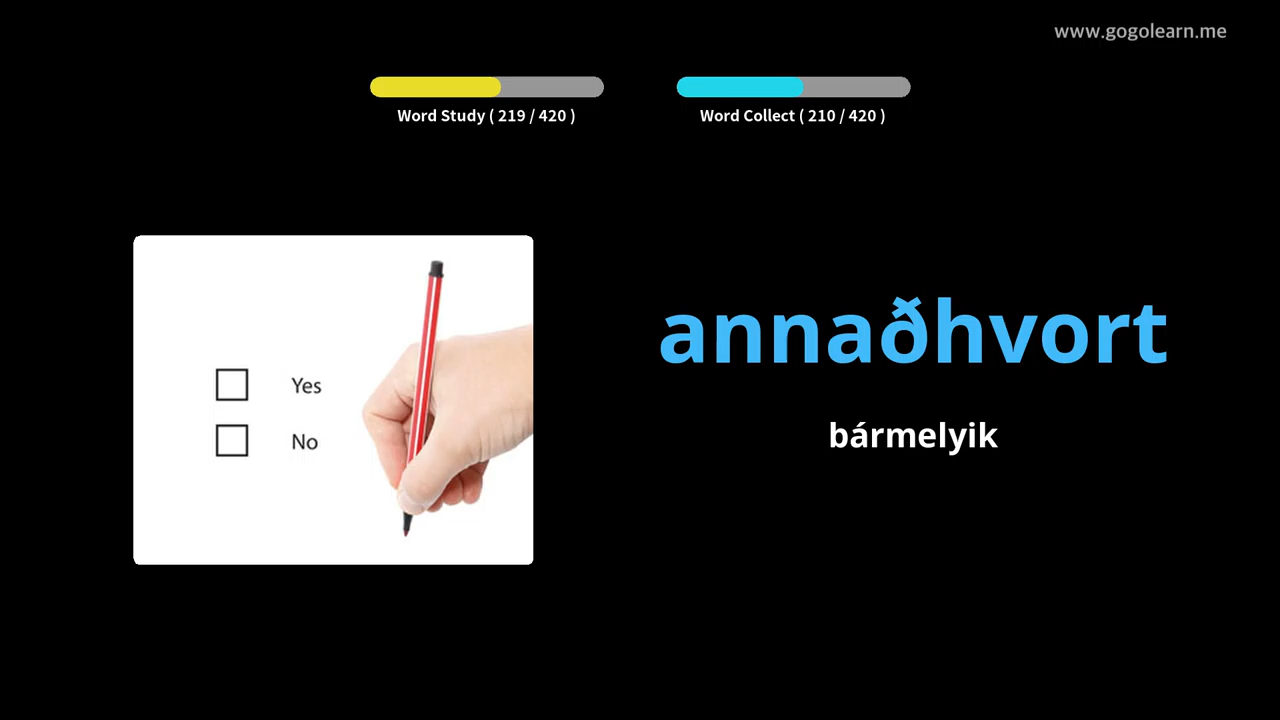 www.gogolearn.me
Word Study ( 219 / 420 )
Word Collect ( 210 / 420 )
Yes
No
annaðhvort
bármelyik